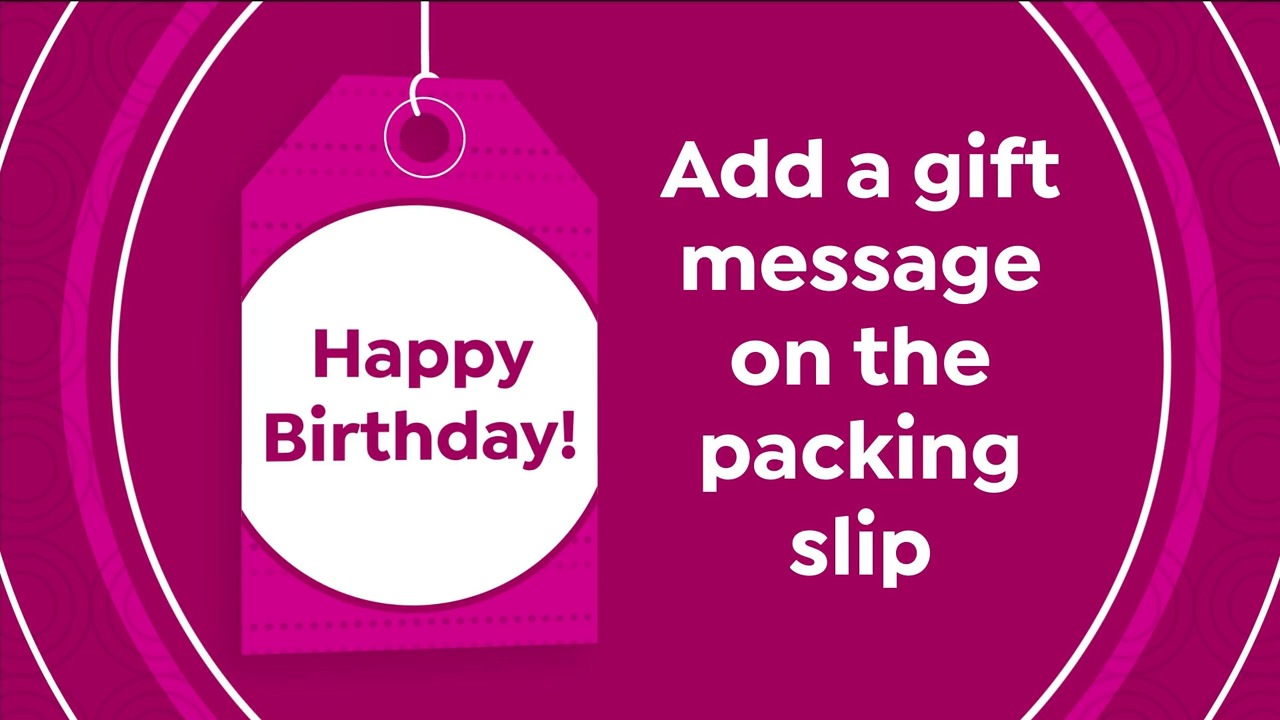 Happy
Birthday!
Add a gift
message
on the
packing
slip